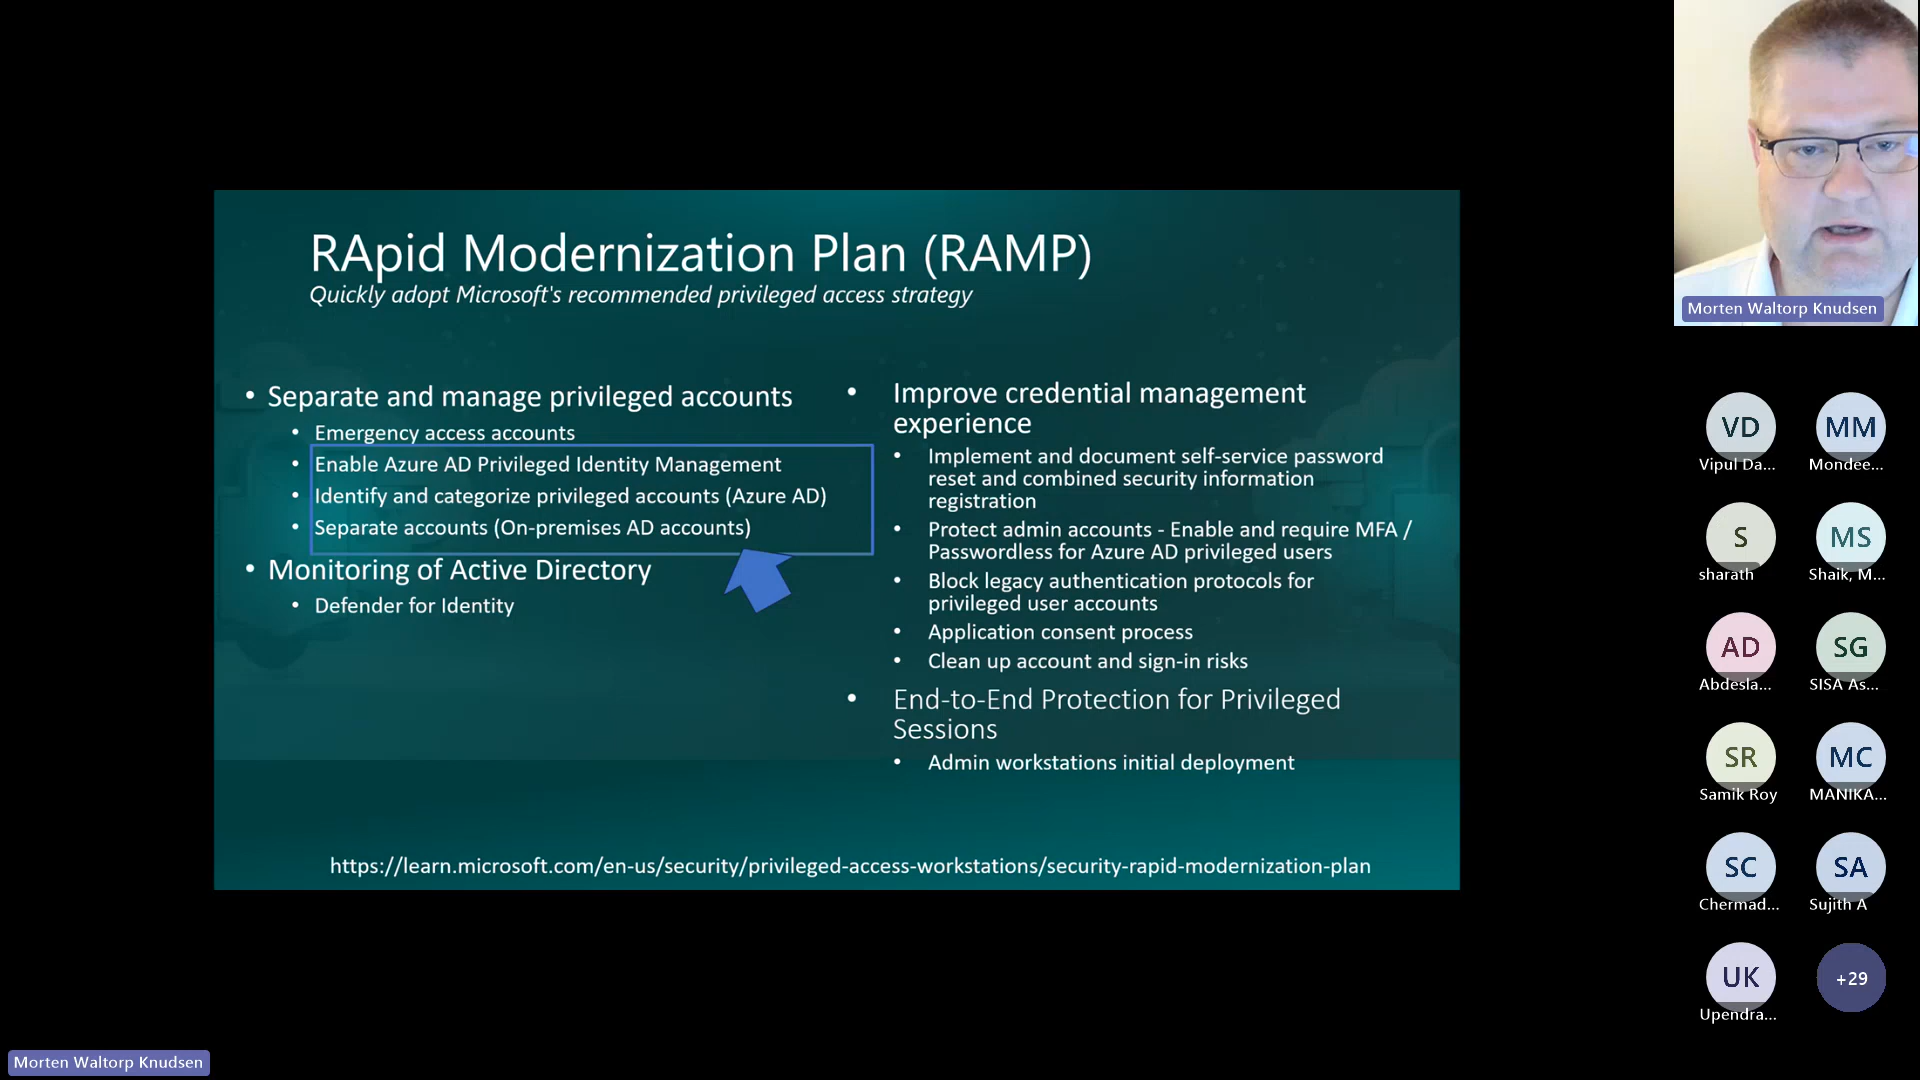 RApid Modernization Plan (RAMP)
Quickly adopt Microsoft's recommended privileged access strategy
• Separate and manage privileged accounts
• Emergency access accounts
• Enable Azure AD Privileged Identity Management
• Identify and categorize privileged accounts (Azure AD)
• Separate accounts (On-premises AD accounts)
• Monitoring of Active Directory
• Defender for Identity
• Improve credential management
experience
• Implement and document self-service password
reset and combined security information
registration
• Protect admin accounts - Enable and require MFA /
Passwordless for Azure AD privileged users
• Block legacy authentication protocols for
privileged user accounts
• Application consent process
• Clean up account and sign-in risks
• End-to-End Protection for Privileged
Sessions
• Admin workstations initial deployment
https://learn.microsoft.com/en-us/security/privileged-access-workstations/security-rapid-modernization-plan
Morten Waltorp Knudsen
VD
Vipul Da...
MM
Mondee...
S
sharath
MS
Shaik, M...
AD
Abdesla...
SG
SISA As...
SR
Samik Roy
MC
MANIKA...
SC
Chermad...
SA
Sujith A
UK
Upendra...
+29
Morten Waltorp Knudsen